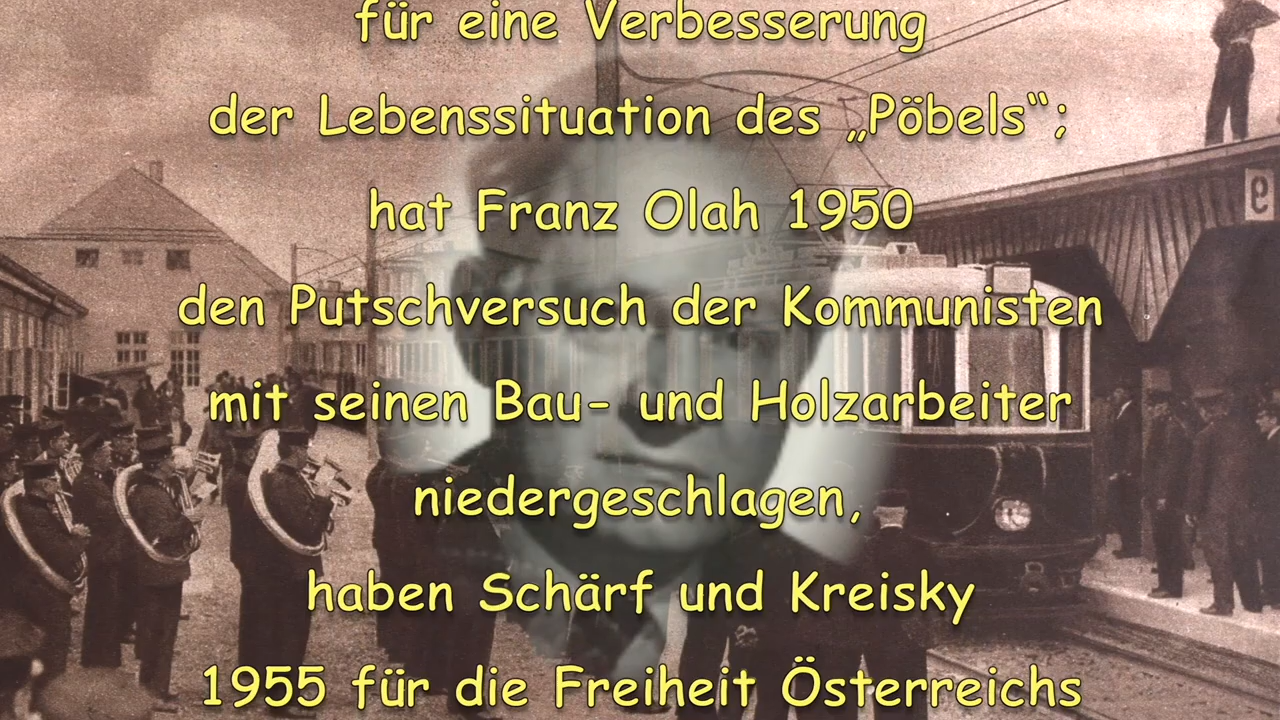 für eine Verbesserung
der Lebenssituation des „Pöbels“;
hat Franz Olah 1950
den Putschversuch der Kommunisten
mit seinen Bau- und Holzarbeiter
niedergeschlagen,
haben Schärf und Kreisky
1955 für die Freiheit Österreichs
9